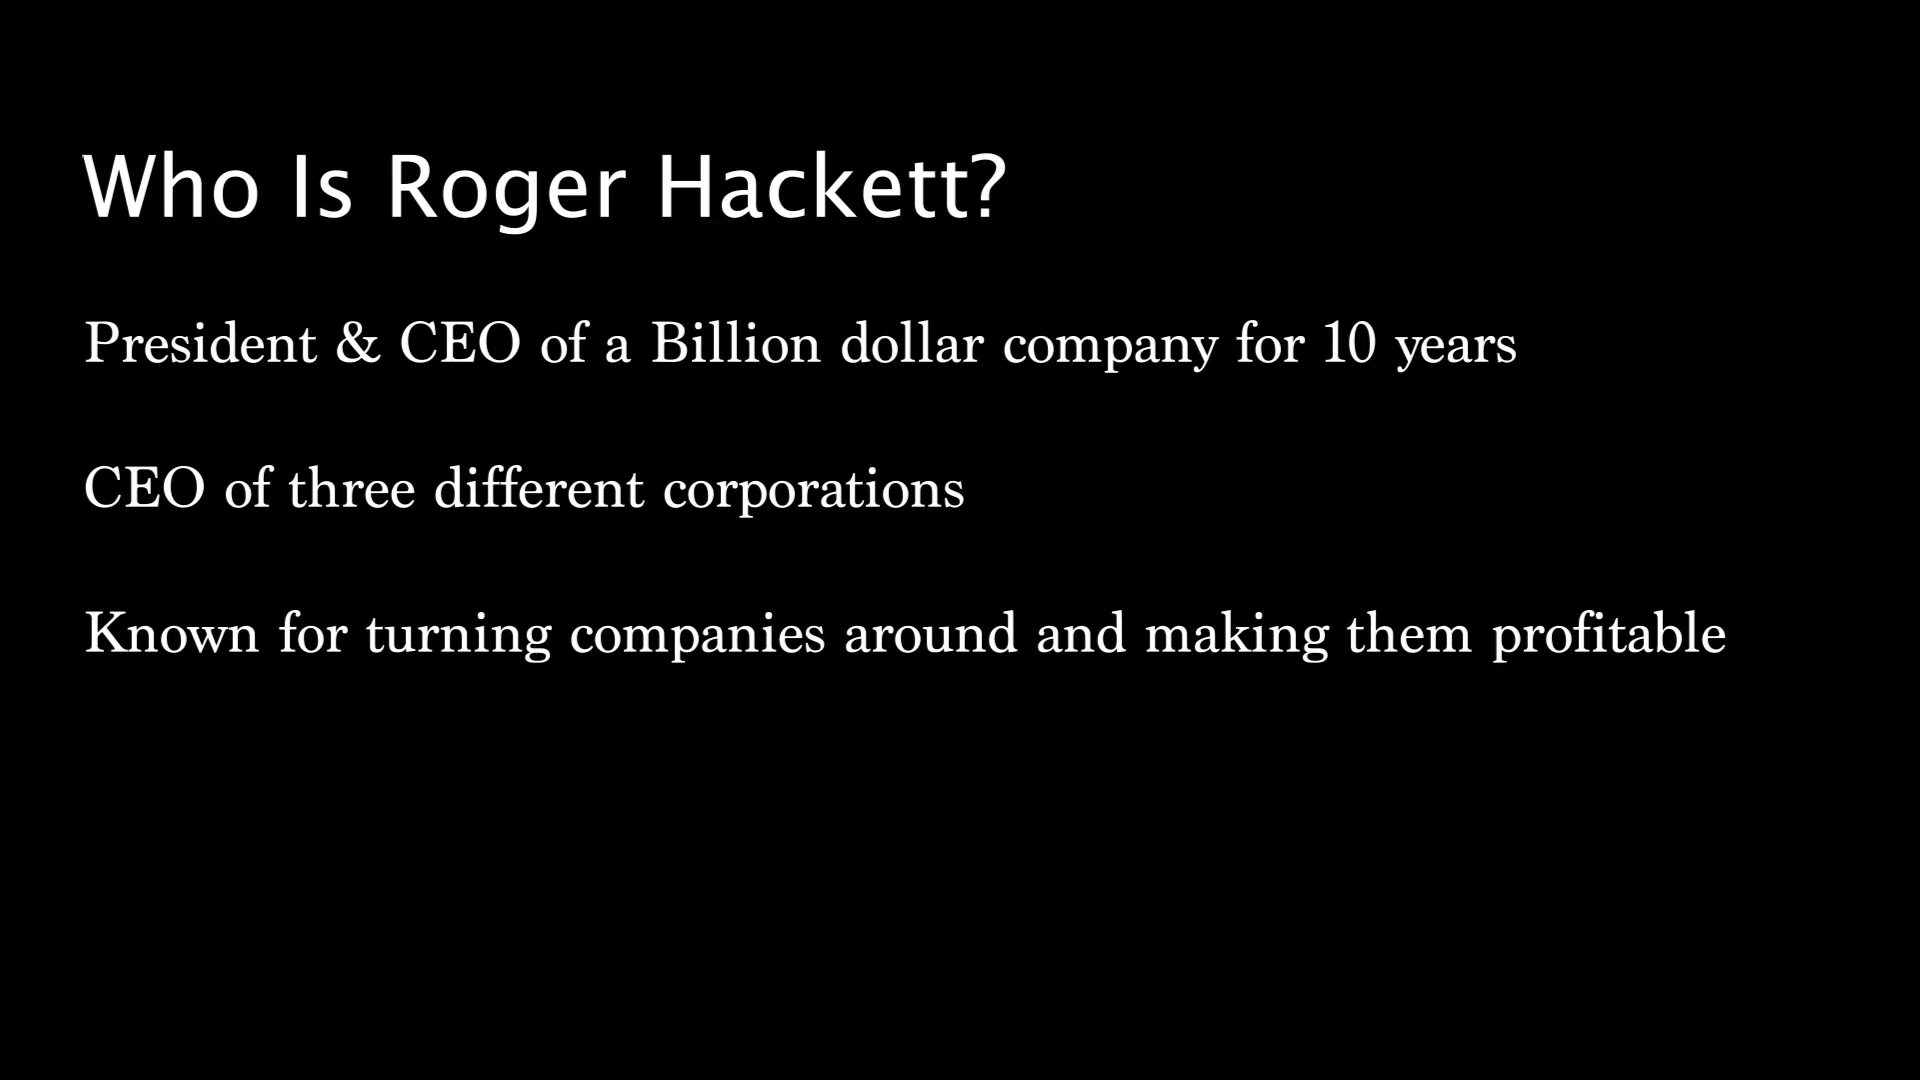 Who Is Roger Hackett?
President & CEO of a Billion dollar company for 10 years
CEO of three different corporations
Known for turning companies around and making them profitable